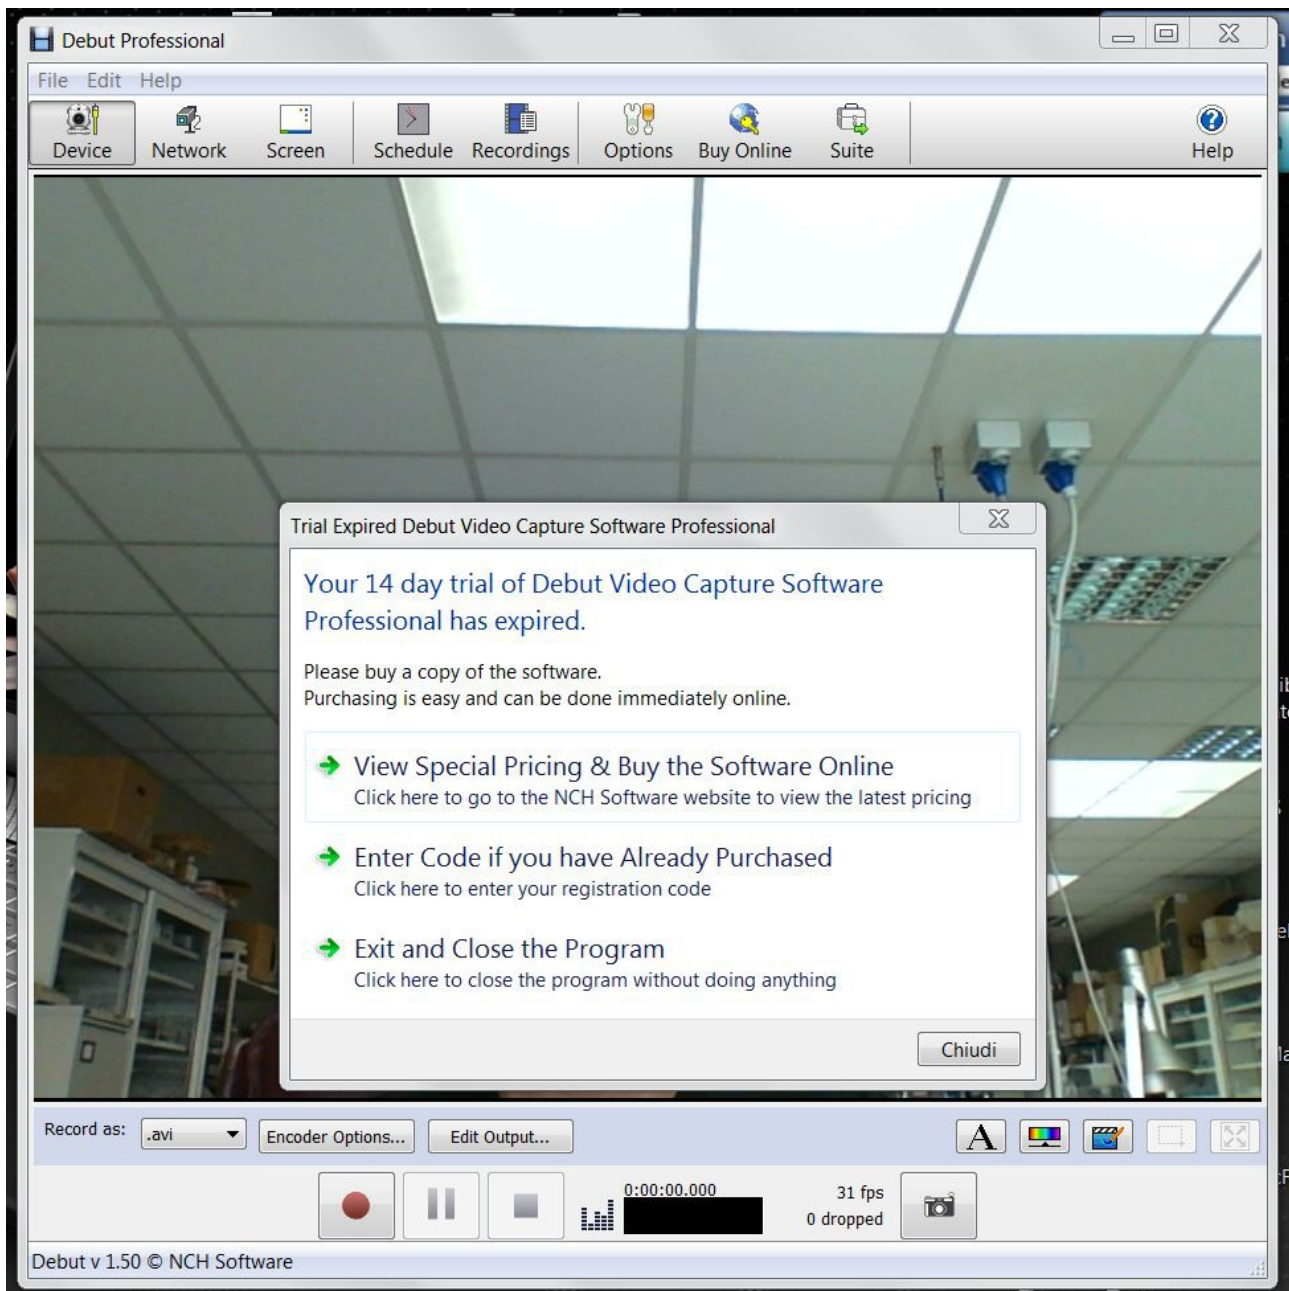 Debut Professional
File Edit Help
Device Network Screen Schedule Recordings Options Buy Online Suite Help
Trial Expired Debut Video Capture Software Professional
Your 14 day trial of Debut Video Capture Software
Professional has expired.
Please buy a copy of the software.
Purchasing is easy and can be done immediately online.
View Special Pricing & Buy the Software Online
Click here to go to the NCH Software website to view the latest pricing
Enter Code if you have Already Purchased
Click here to enter your registration code
Exit and Close the Program
Click here to close the program without doing anything
Chiudi
Record as: .avi Encoder Options... Edit Output... A
0:00:00.000 31 fps
0 dropped
Debut v 1.50 © NCH Software